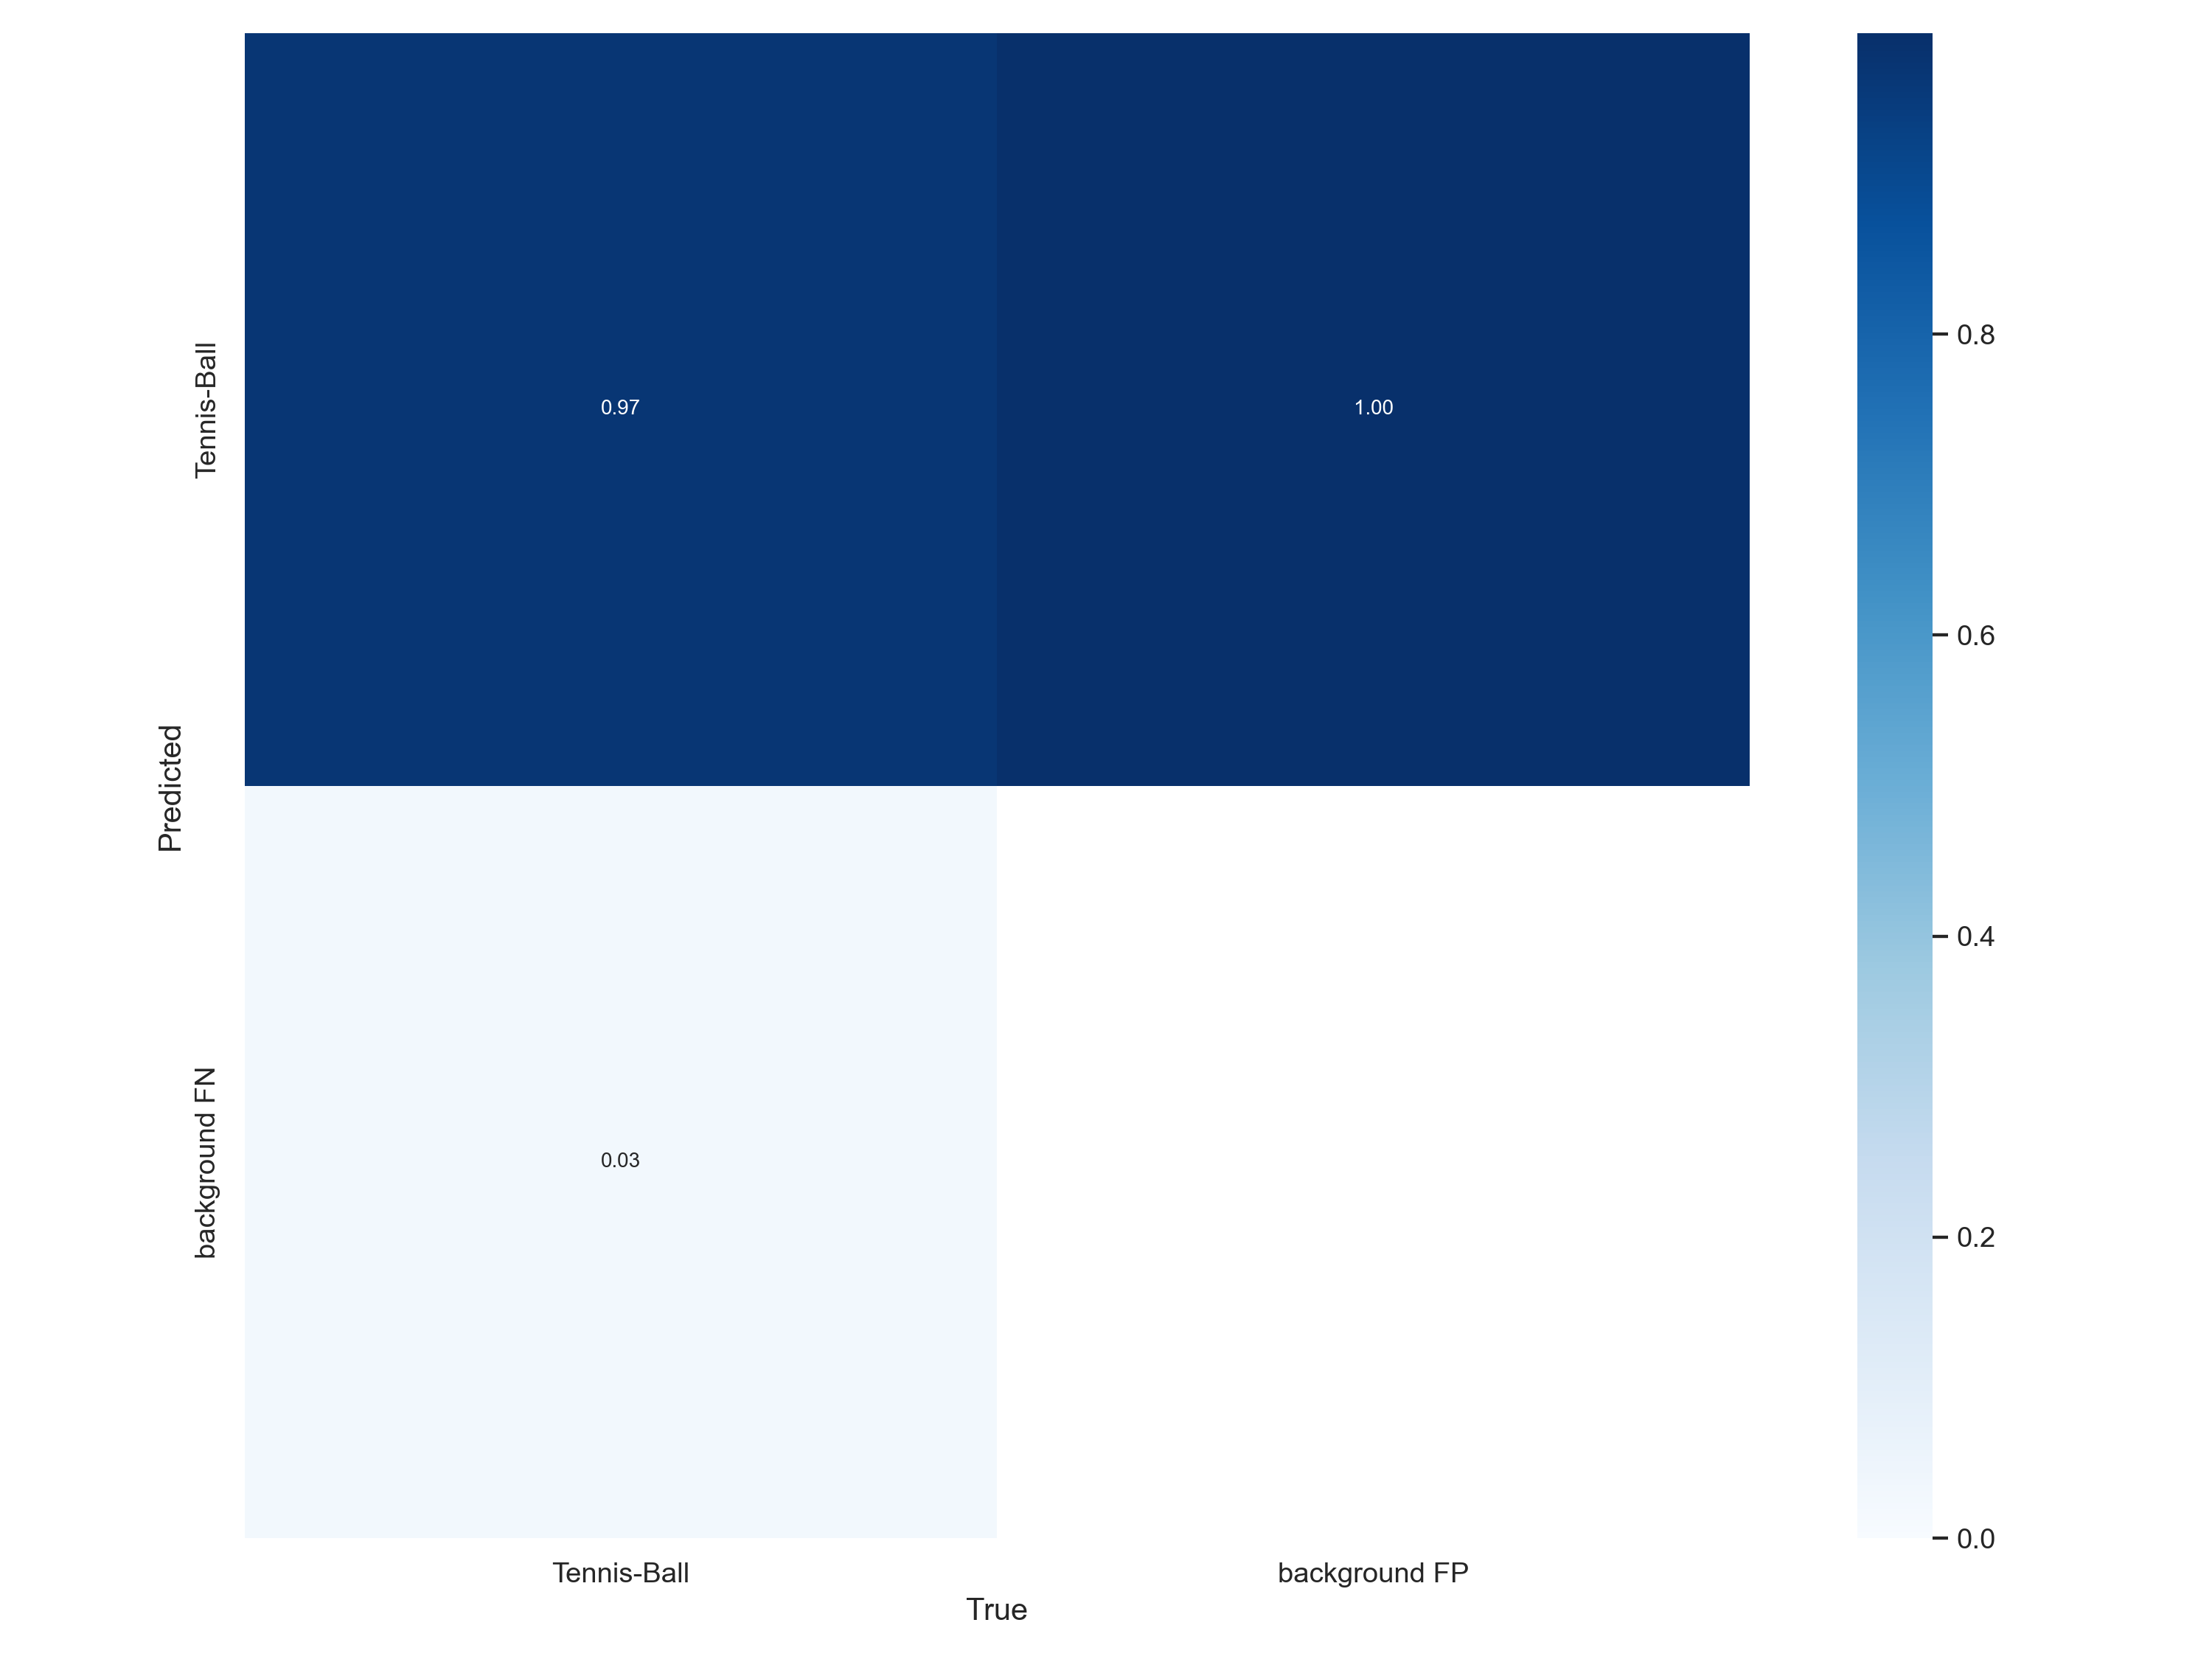 Predicted
Tennis-Ball
background FN
0.97
1.00
0.03
Tennis-Ball
background FP
True
0.8
0.6
0.4
0.2
0.0